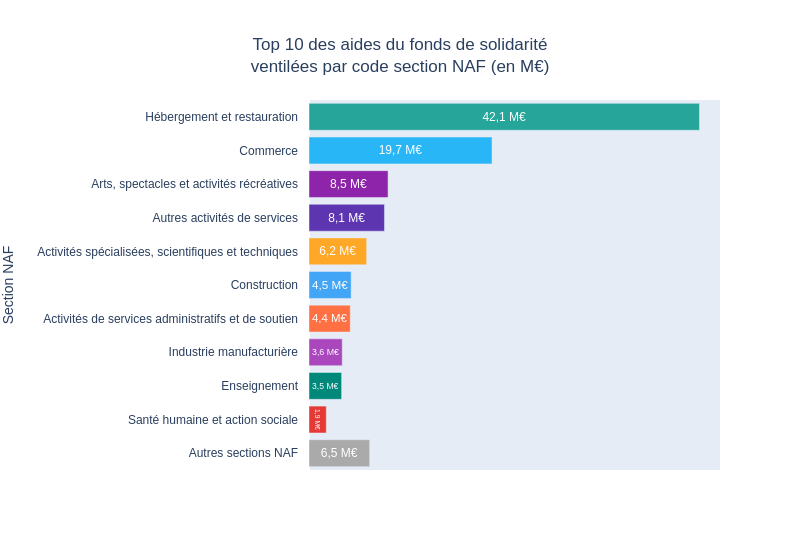 Top 10 des aides du fonds de solidarité
ventilées par code section NAF (en M€)
Section NAF
Hébergement et restauration 42,1 M€
Commerce 19,7 M€
Arts, spectacles et activités récréatives 8,5 M€
Autres activités de services 8,1 M€
Activités spécialisées, scientifiques et techniques 6,2 M€
Construction 4,5 M€
Activités de services administratifs et de soutien 4,4 M€
Industrie manufacturière 3,6 M€
Enseignement 3,5 M€
Santé humaine et action sociale 1,9 M€
Autres sections NAF 6,5 M€